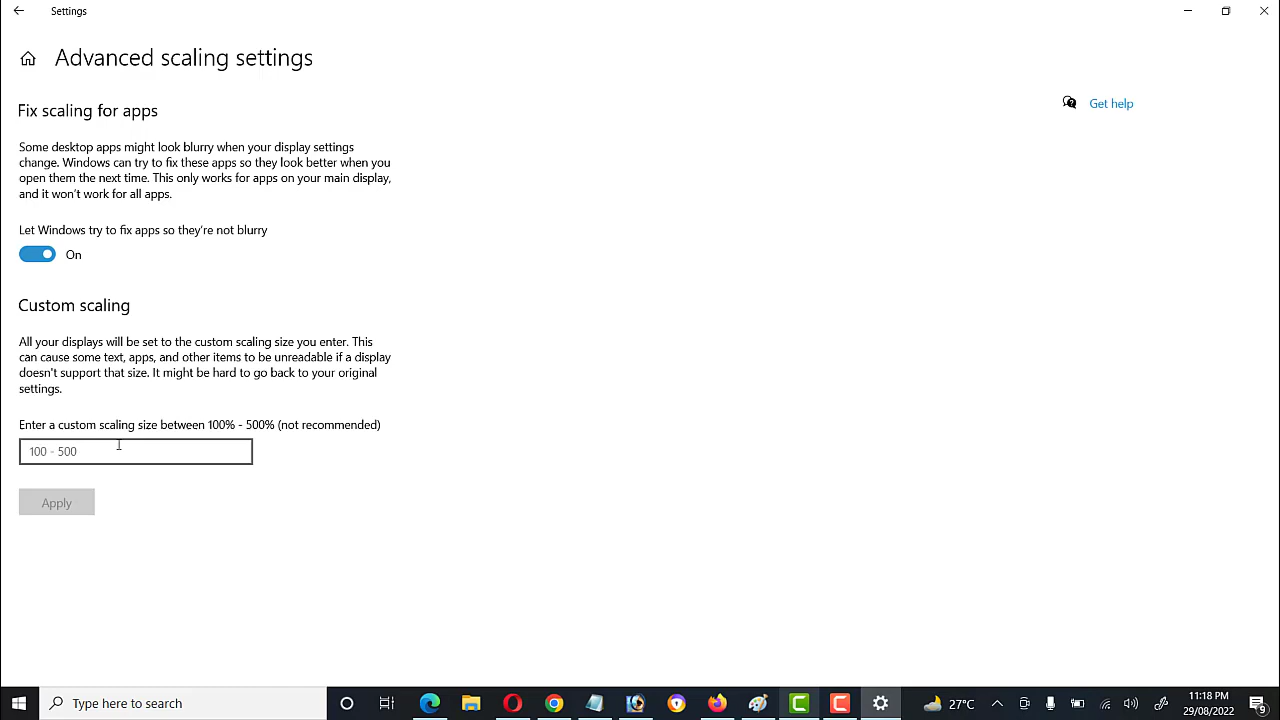 Settings
Advanced scaling settings
Fix scaling for apps
Get help
Some desktop apps might look blurry when your display settings
change. Windows can try to fix these apps so they look better when you
open them the next time. This only works for apps on your main display,
and it won't work for all apps.
Let Windows try to fix apps so they're not blurry
On
Custom scaling
All your displays will be set to the custom scaling size you enter. This
can cause some text, apps, and other items to be unreadable if a display
doesn't support that size. It might be hard to go back to your original
settings.
Enter a custom scaling size between 100% - 500% (not recommended)
100 - 500
Apply
Type here to search
27°C
11:18 PM
29/08/2022
9